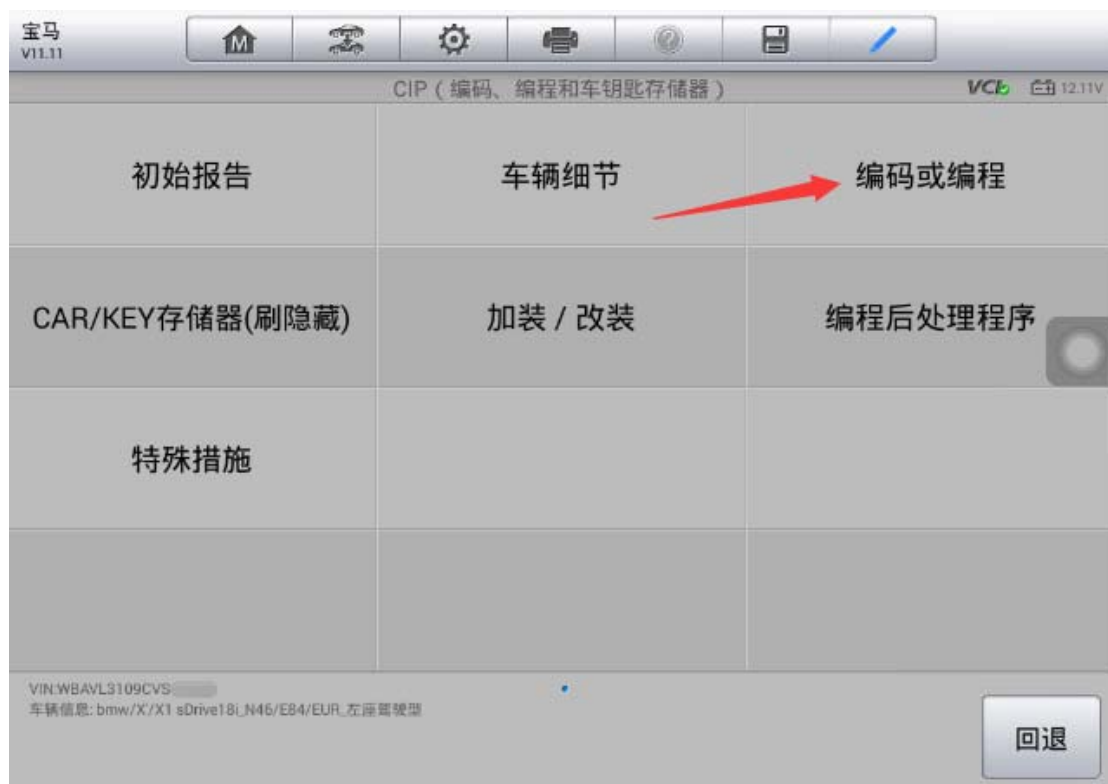 宝马
V11.11
M
CIP（编码、编程和车钥匙存储器）
VCI 12.11V
初始报告 车辆细节 编码或编程
CAR/KEY存储器(刷隐藏) 加装 / 改装 编程后处理程序
特殊措施
VIN:WBAVL3109CVS
车辆信息: bmw/X'/X1 sDrive18i_N46/E84/EUR_左座驾驶型
回退